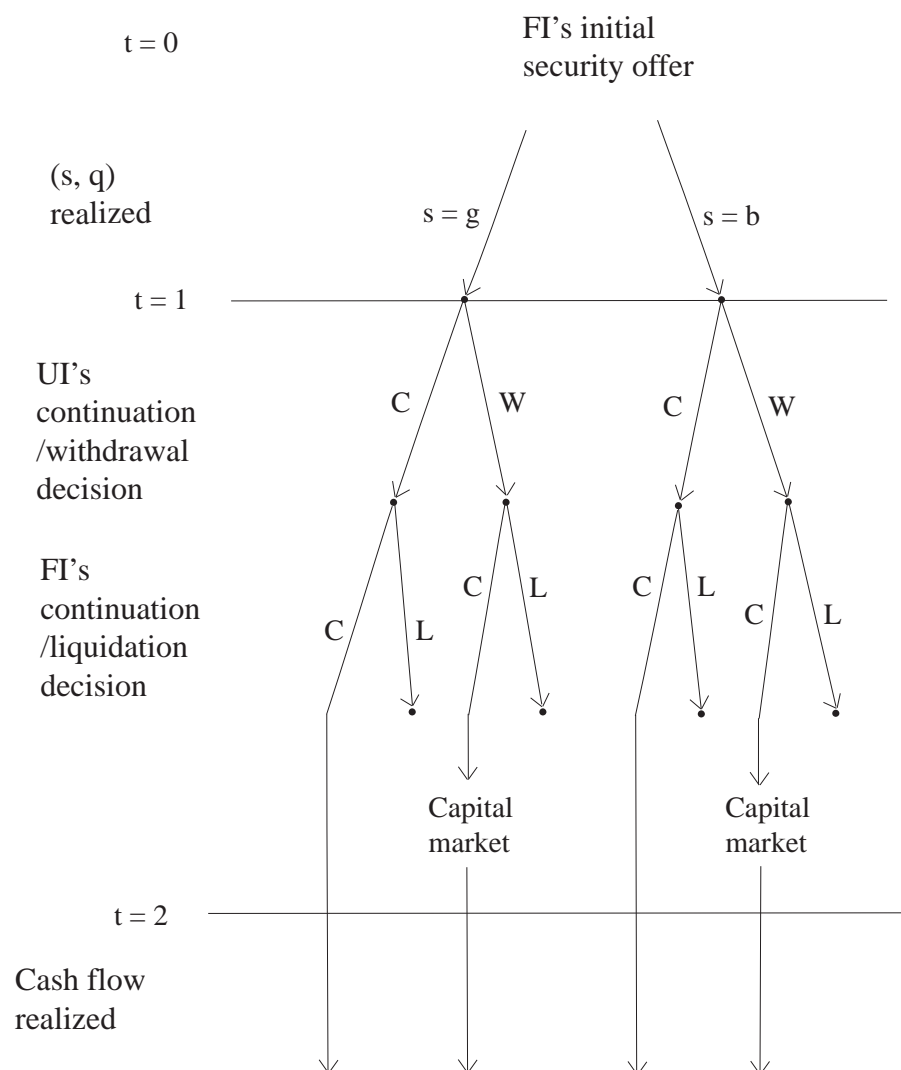 t = 0
FI's initial
security offer
(s, q)
realized
s = g
s = b
t = 1
UI's
continuation
/withdrawal
decision
C
W
C
W
FI's
continuation
/liquidation
decision
C
L
C
L
C
L
C
L
Capital
market
Capital
market
t = 2
Cash flow
realized